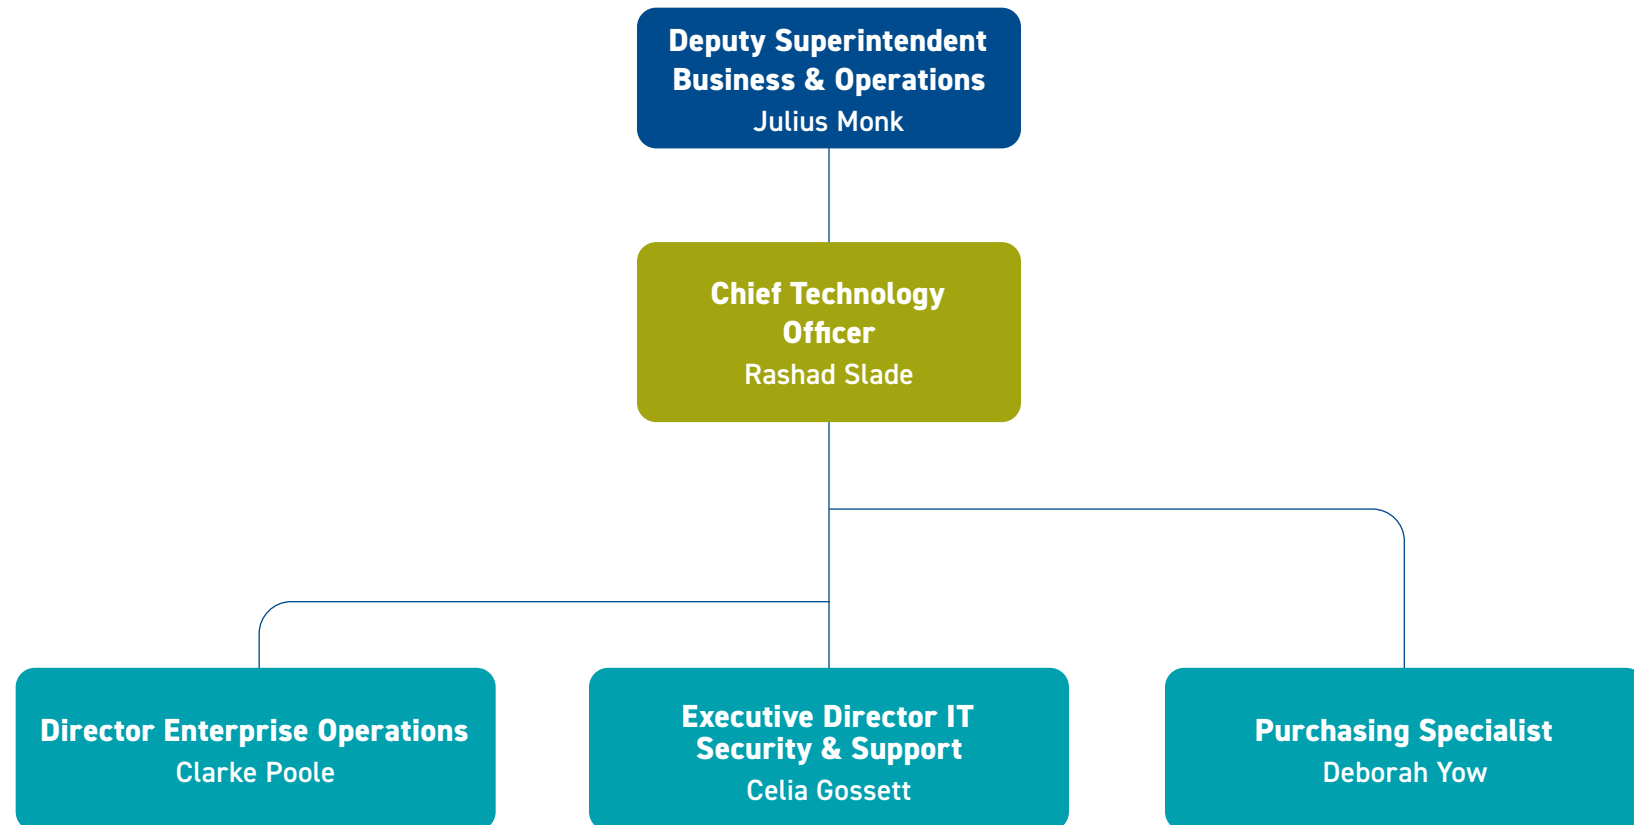 Deputy Superintendent
Business & Operations
Julius Monk
Chief Technology
Officer
Rashad Slade
Director Enterprise Operations
Clarke Poole
Executive Director IT
Security & Support
Celia Gossett
Purchasing Specialist
Deborah Yow